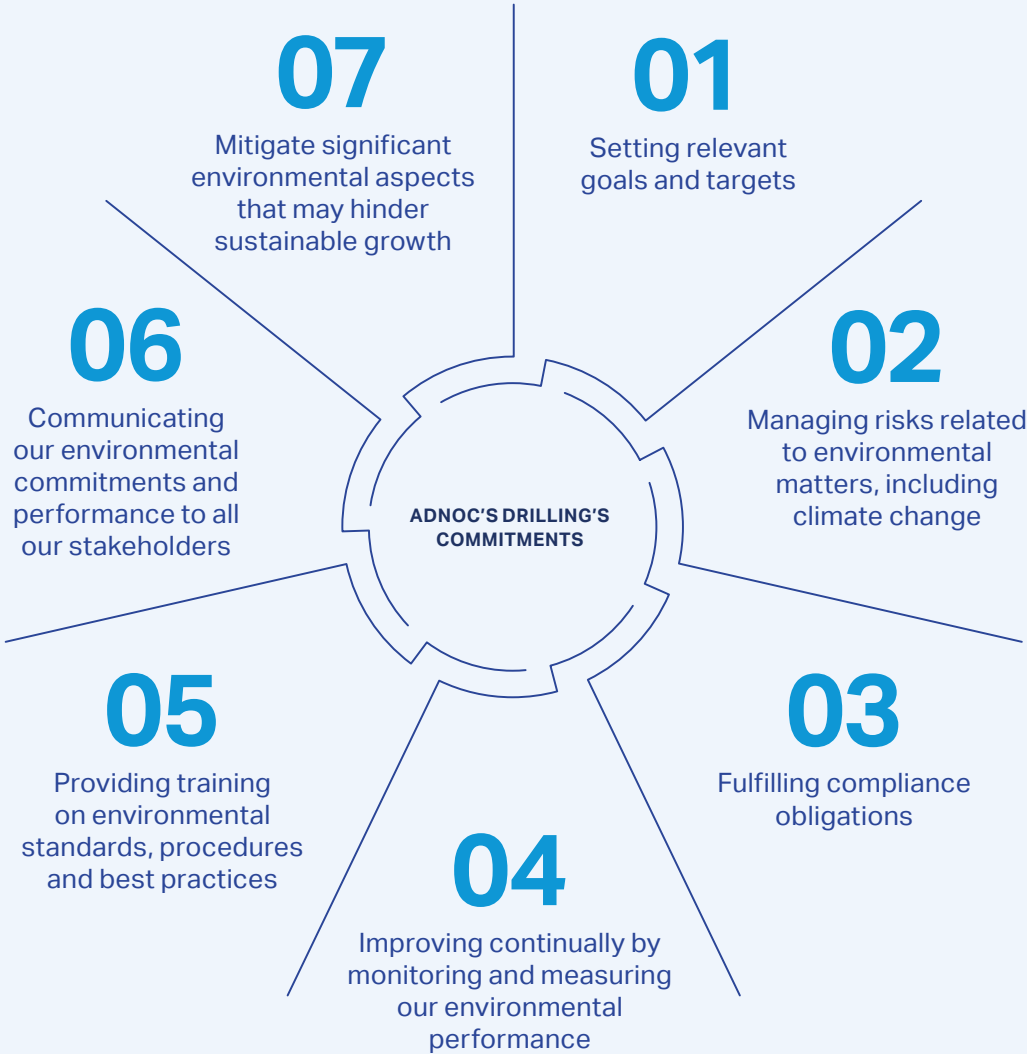 ADNOC'S DRILLING'S
COMMITMENTS
01
Setting relevant
goals and targets
02
Managing risks related
to environmental
matters, including
climate change
03
Fulfilling compliance
obligations
04
Improving continually by
monitoring and measuring
our environmental
performance
05
Providing training
on environmental
standards, procedures
and best practices
06
Communicating
our environmental
commitments and
performance to all
our stakeholders
07
Mitigate significant
environmental aspects
that may hinder
sustainable growth